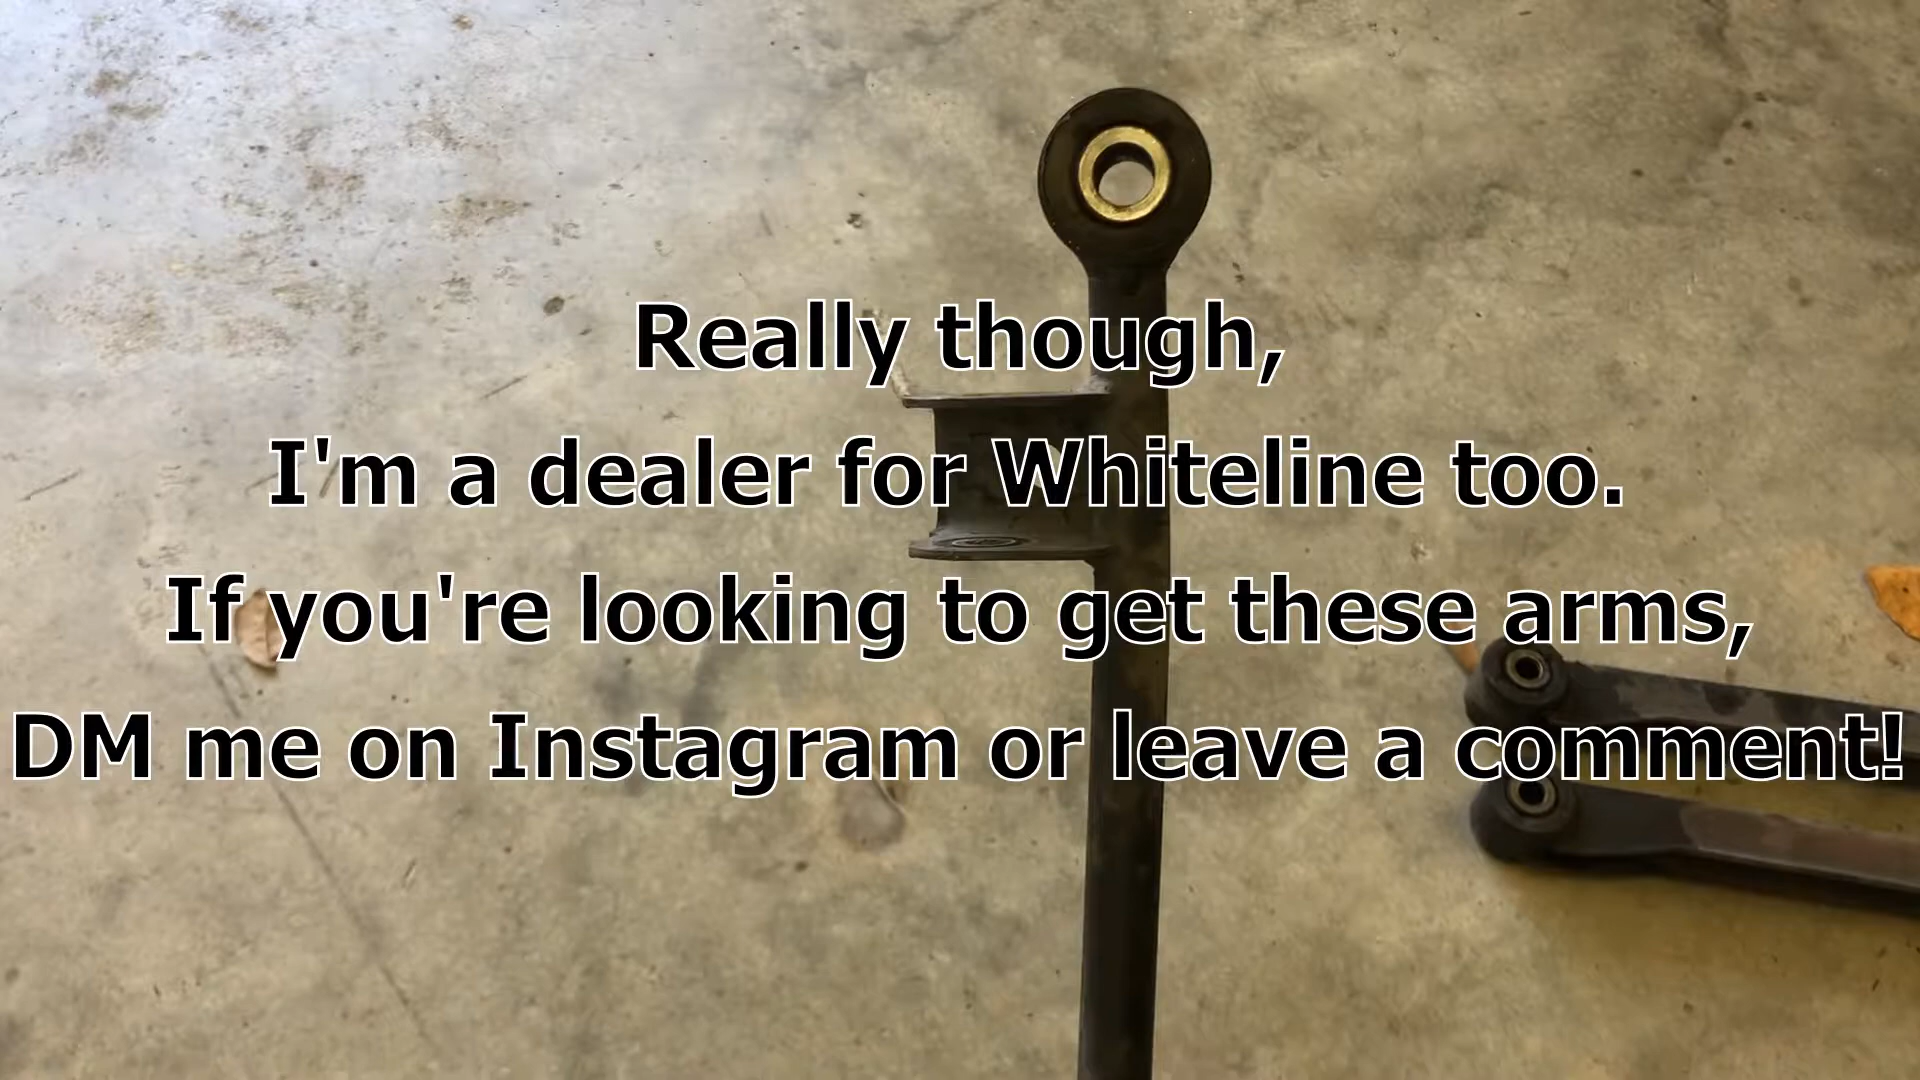 Really though,
I'm a dealer for Whiteline too.
If you're looking to get these arms,
DM me on Instagram or leave a comment!